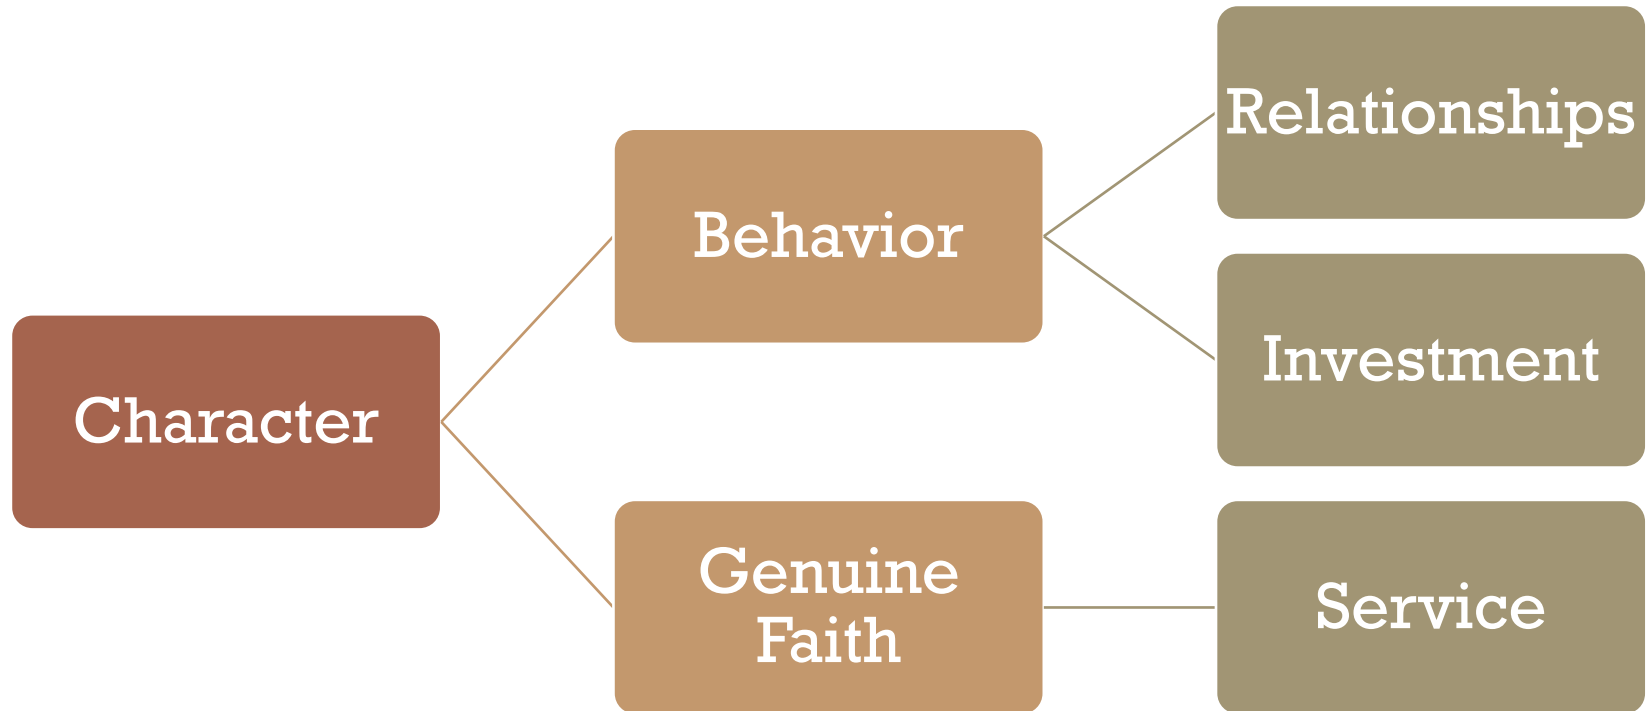 Character
Behavior
Genuine
Faith
Relationships
Investment
Service